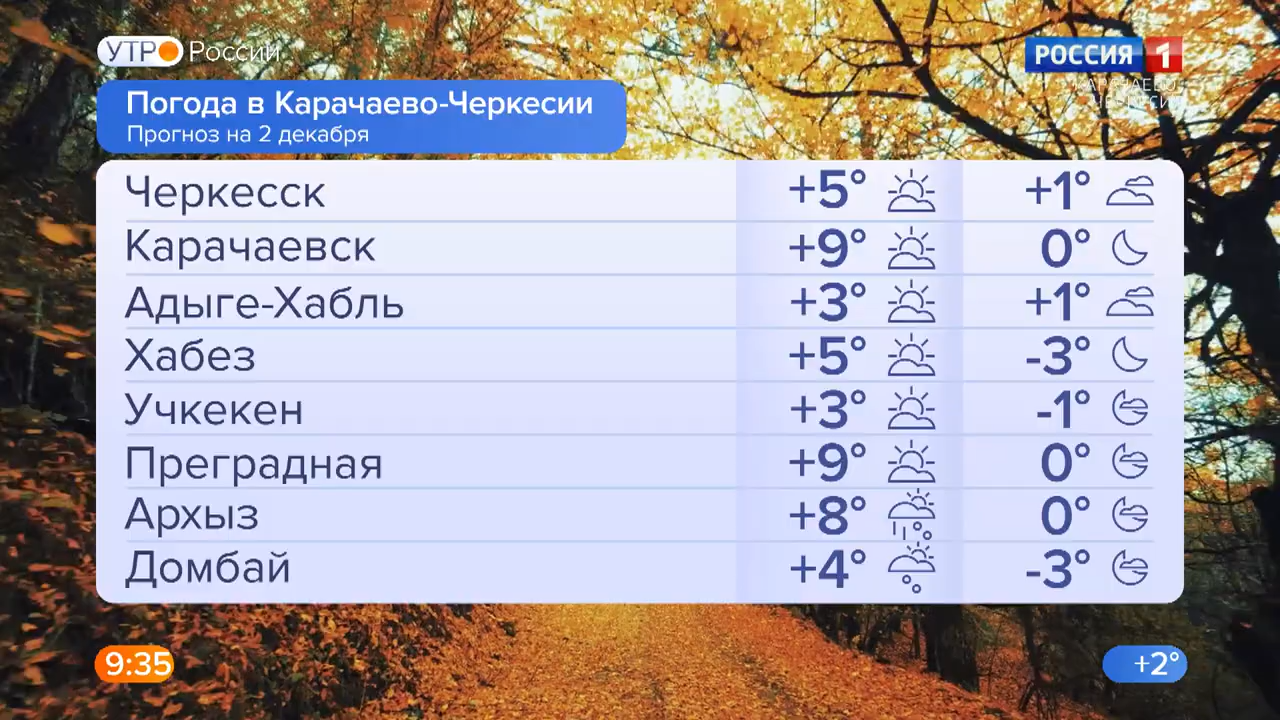 УТРО России
РОССИЯ 1
КАРАЧАЕВО-
ЧЕРКЕСИЯ
Погода в Карачаево-Черкесии
Прогноз на 2 декабря
Черкесск +5° +1°
Карачаевск +9° 0°
Адыге-Хабль +3° +1°
Хабез +5° -3°
Учкекен +3° -1°
Преградная +9° 0°
Архыз +8° 0°
Домбай +4° -3°
9:35 +2°